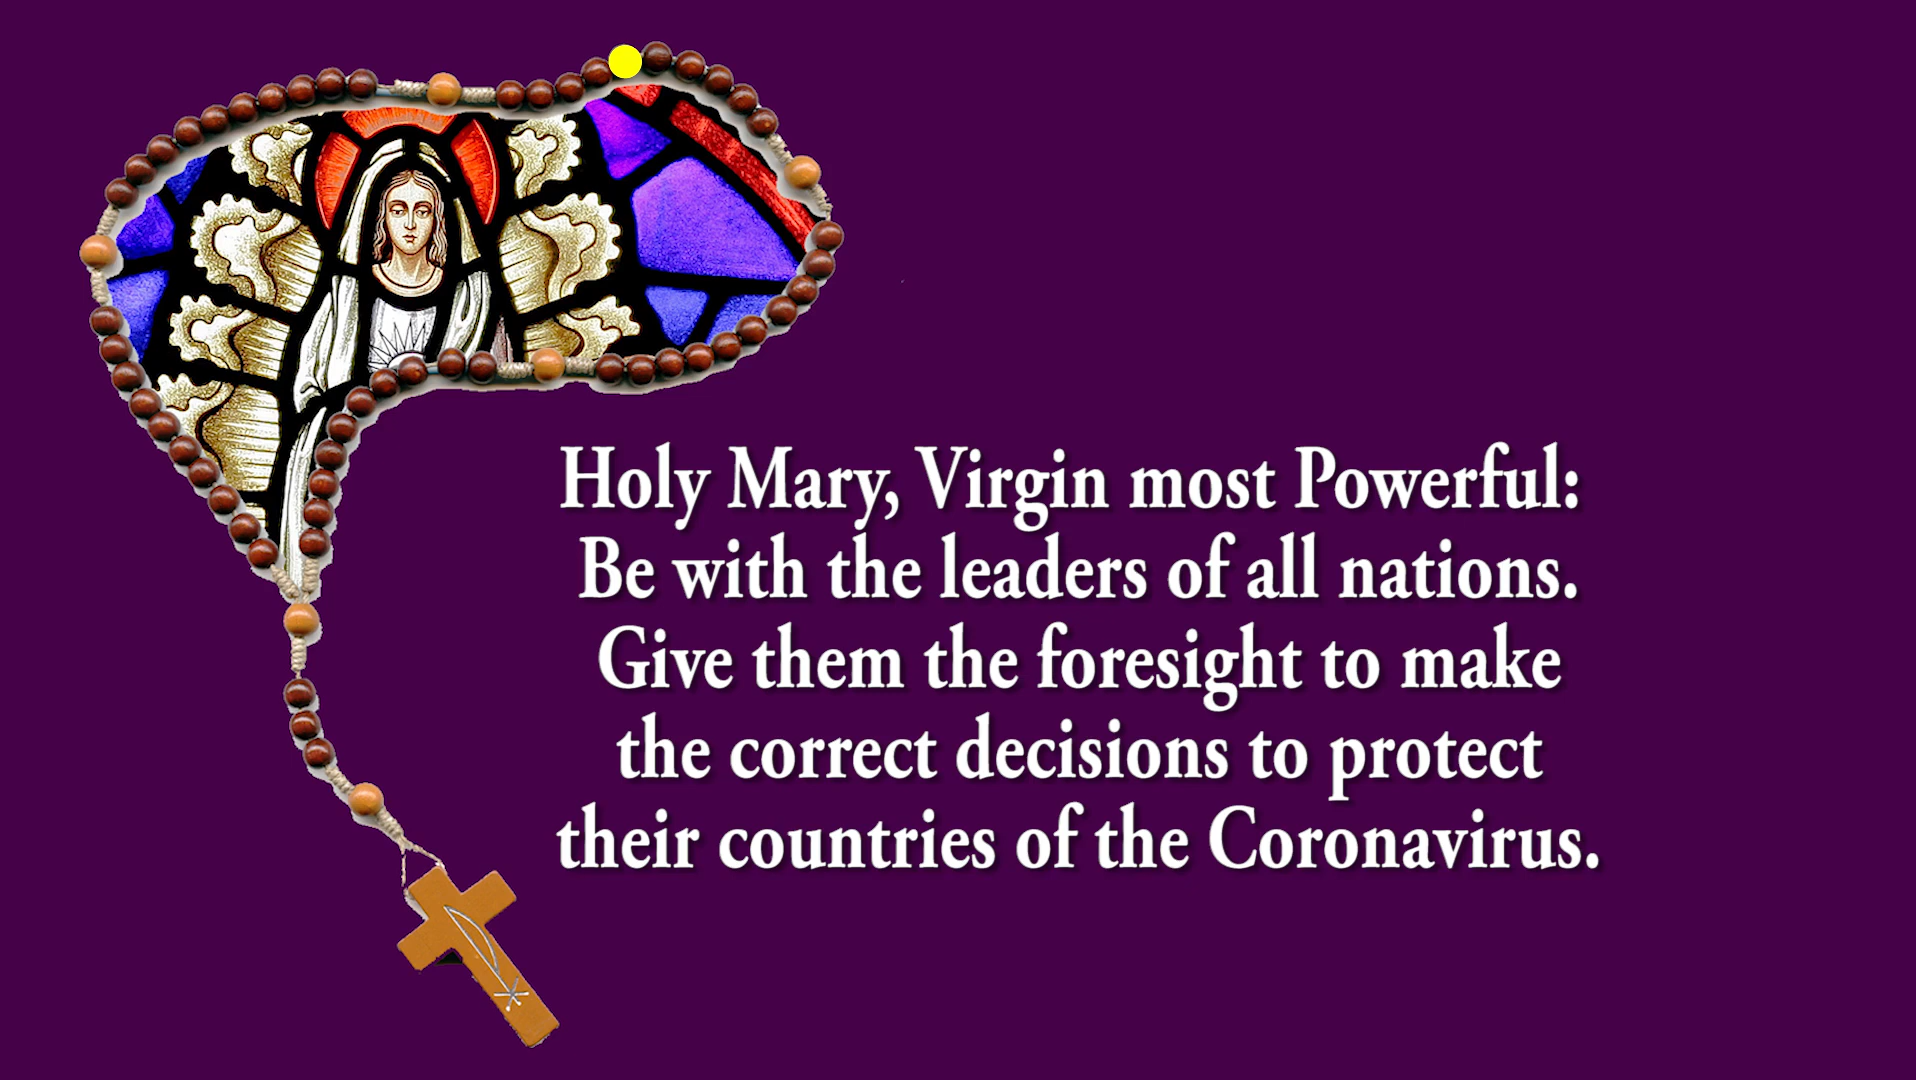 Holy Mary, Virgin most Powerful:
Be with the leaders of all nations.
Give them the foresight to make
the correct decisions to protect
their countries of the Coronavirus.